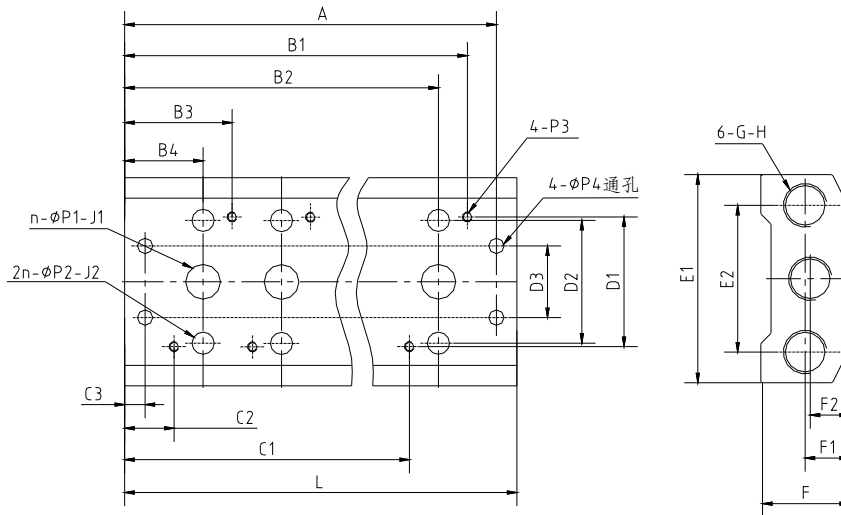 A
B1
B2
B3
4-P3
6-G-H
B4
4-ϕP4通孔
n-ϕP1-J1
D3
D2
D1
E1
E2
2n-ϕP2-J2
C3
C2
F2
C1
F1
L
F